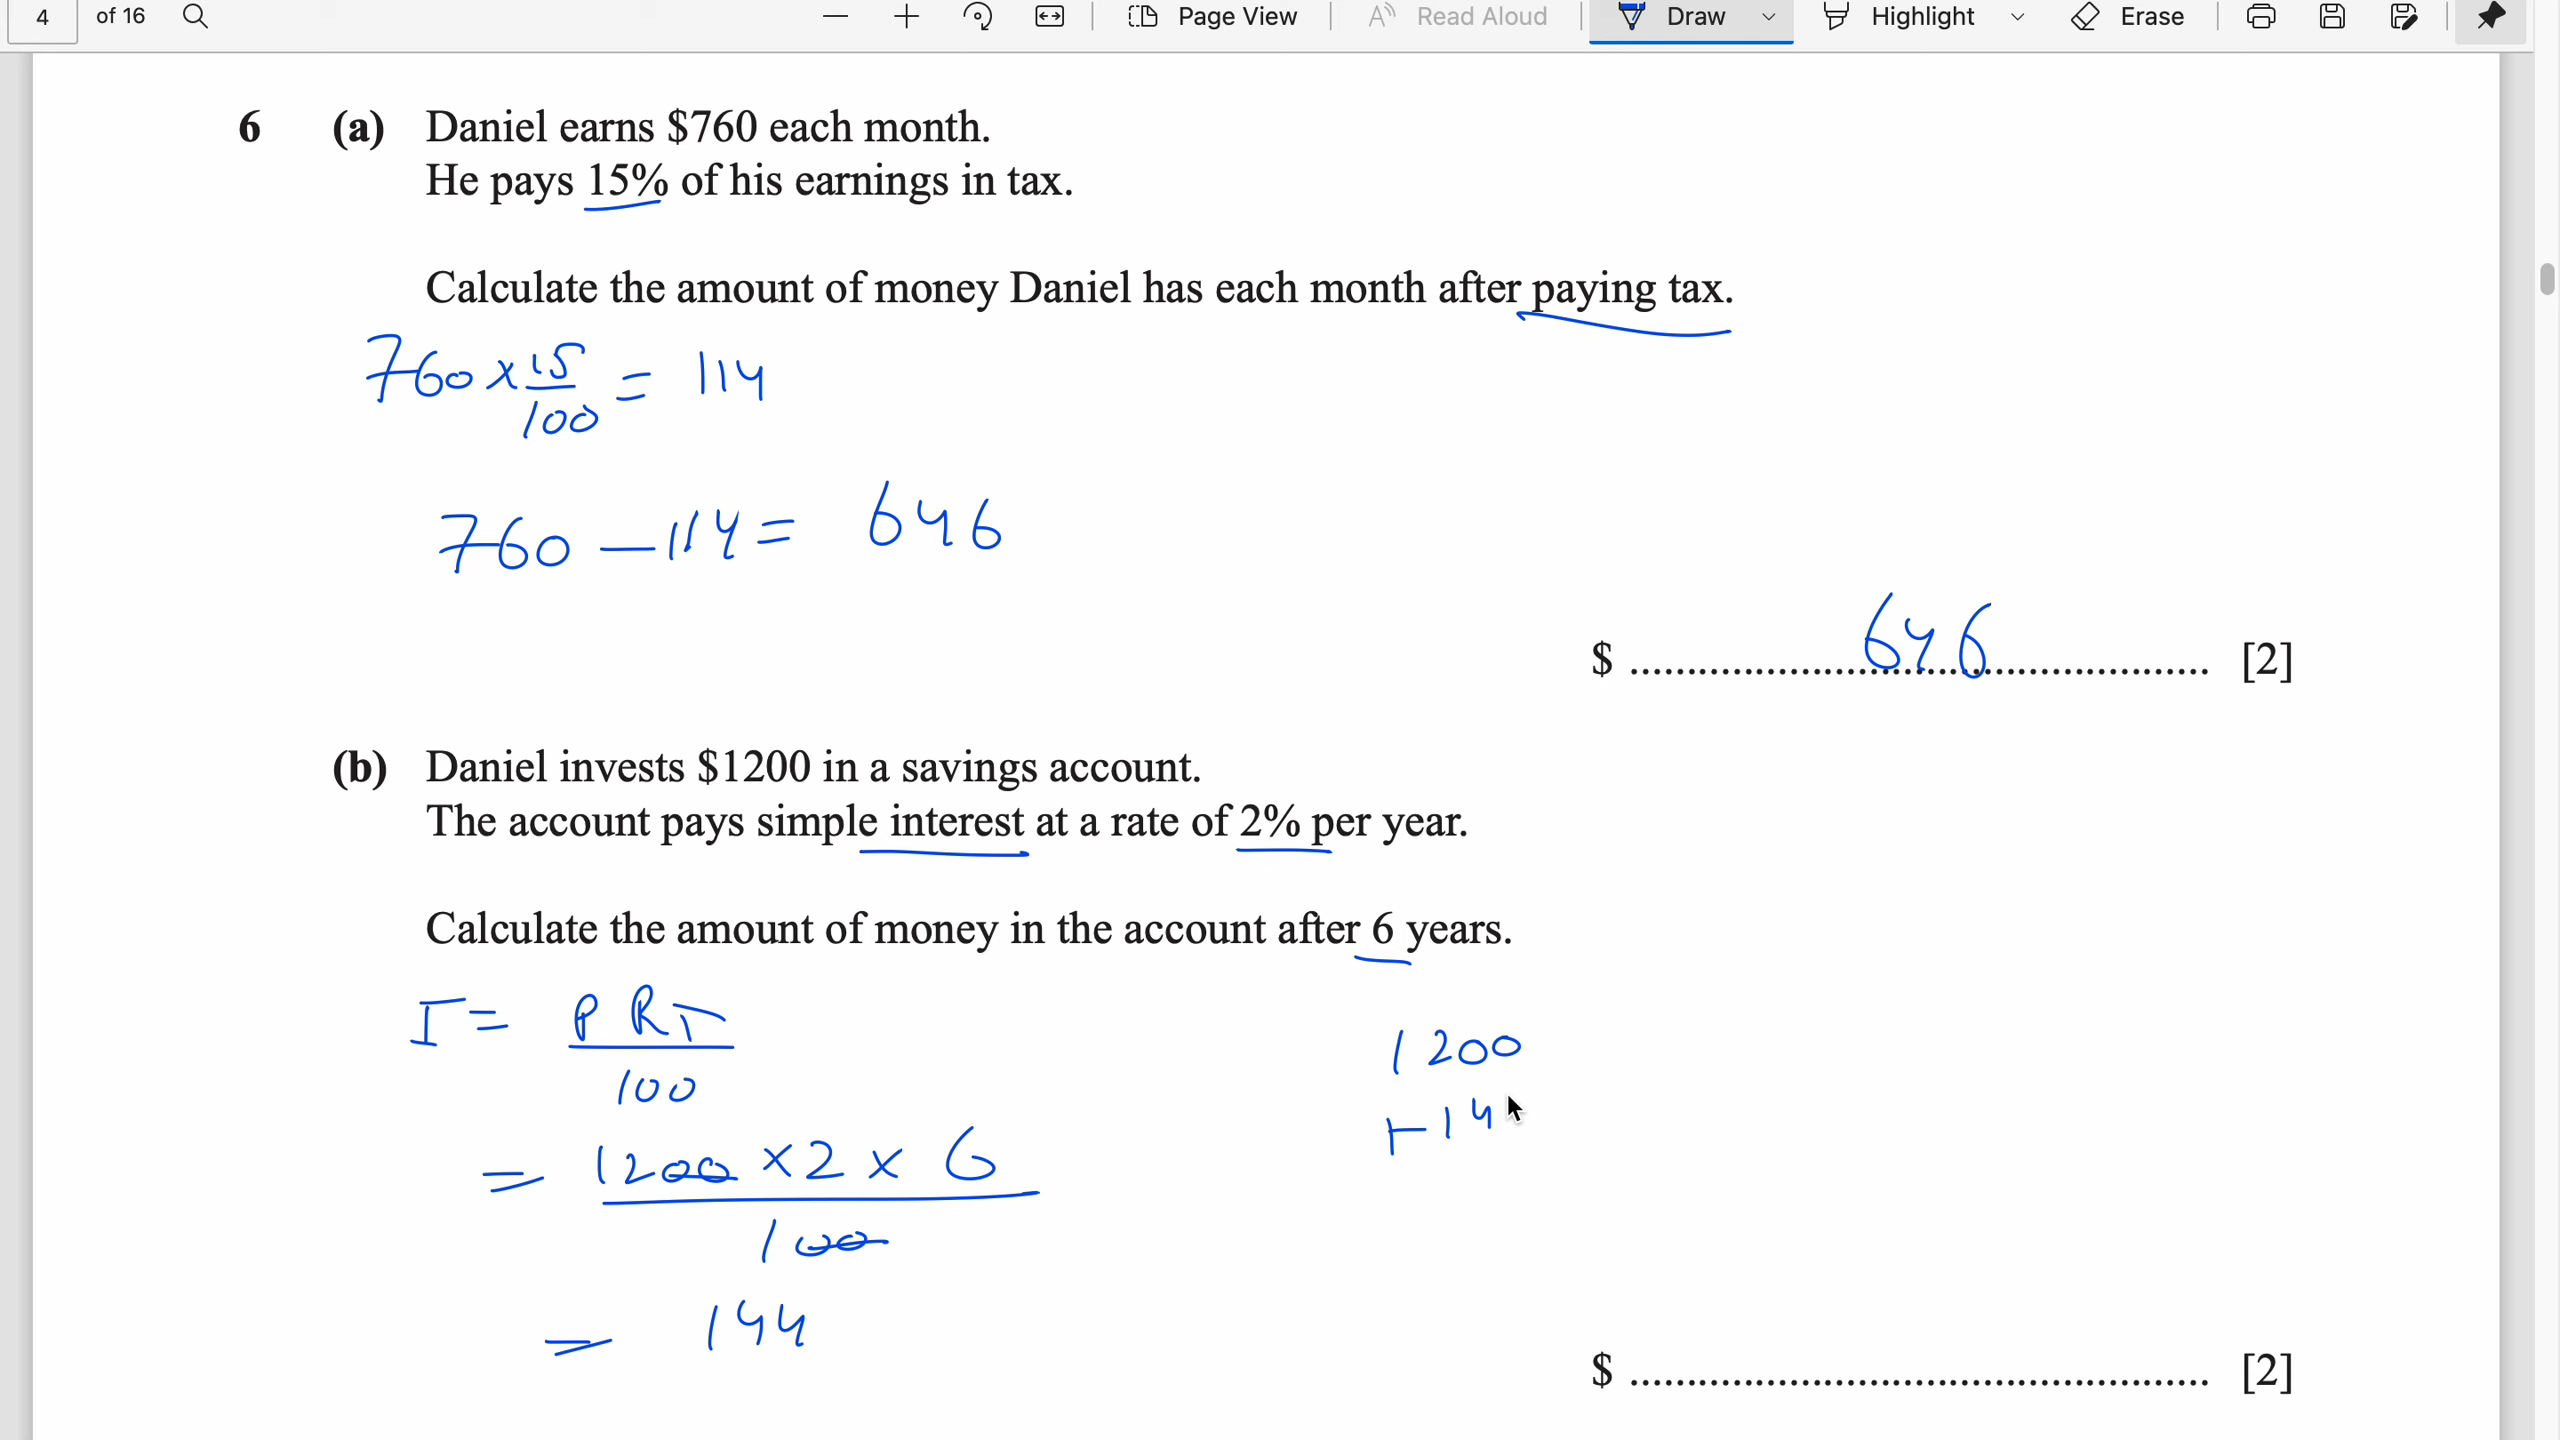 4 of 16 Page View Read Aloud Draw Highlight Erase
6 (a) Daniel earns $760 each month.
He pays 15% of his earnings in tax.
Calculate the amount of money Daniel has each month after paying tax.
760 × 15/100 = 114
760 – 114 = 646
$ .................................................. 646 [2]
(b) Daniel invests $1200 in a savings account.
The account pays simple interest at a rate of 2% per year.
Calculate the amount of money in the account after 6 years.
I = PRT
100
1200
+ 14
= 1200 × 2 × 6
100
= 144
$ .................................................. [2]